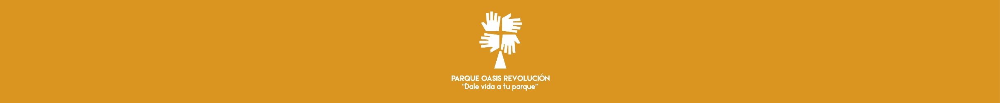 PARQUE OASIS REVOLUCIÓN
“Dale vida a tu parque”